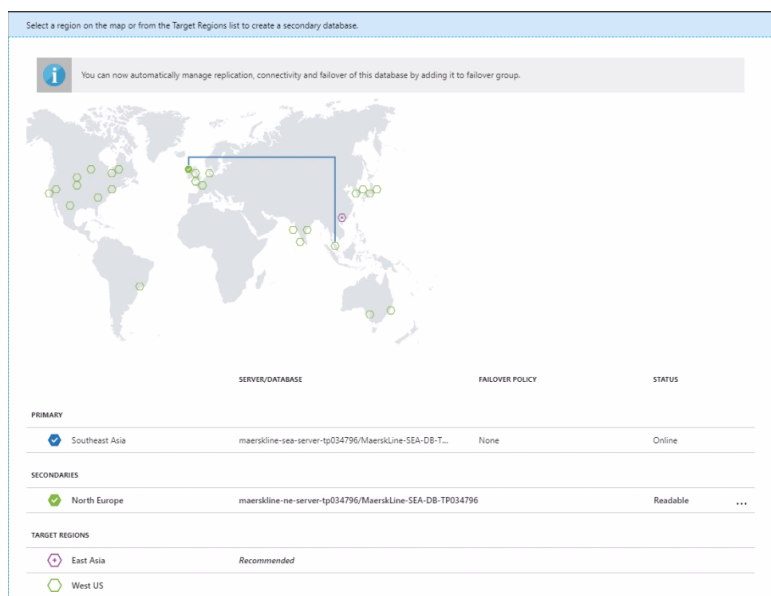 Select a region on the map or from the Target Regions list to create a secondary database.
You can now automatically manage replication, connectivity and failover of this database by adding it to failover group.
SERVER/DATABASE FAILOVER POLICY STATUS
PRIMARY
Southeast Asia maerskline-sea-server-tp034796/MaerskLine-SEA-DB-T... None Online
SECONDARIES
North Europe maerskline-ne-server-tp034796/MaerskLine-SEA-DB-TP034796 Readable ...
TARGET REGIONS
East Asia Recommended
West US